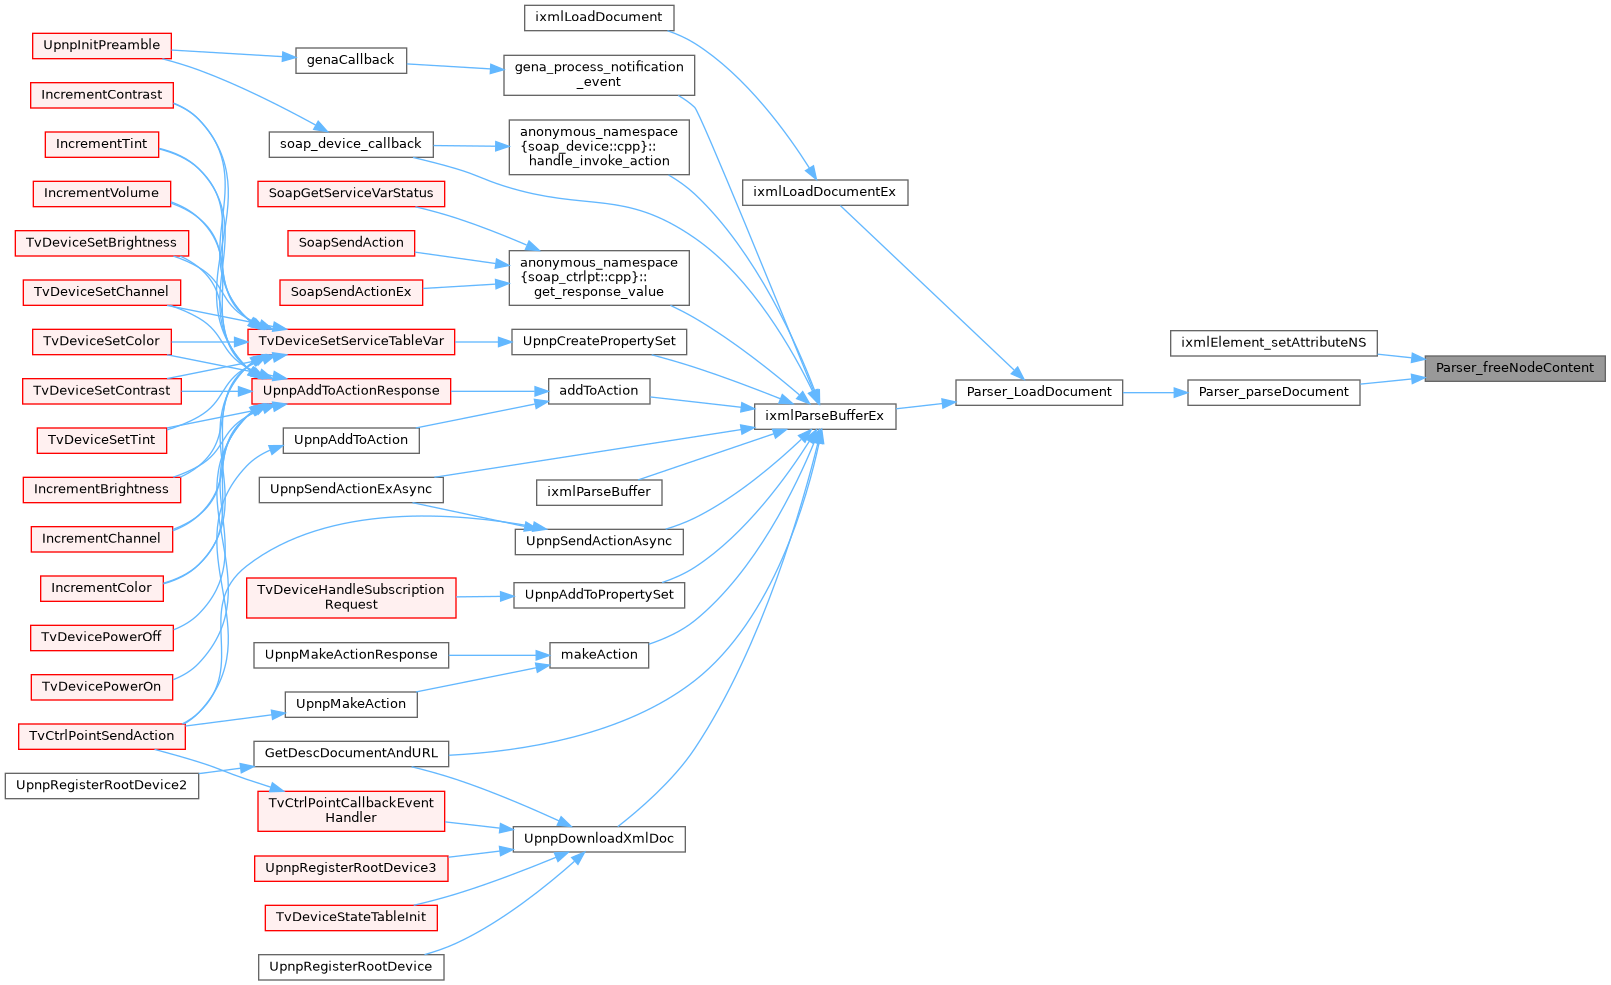 ixmlLoadDocument
UpnpInitPreamble
genaCallback
gena_process_notification
_event
IncrementContrast
IncrementTint
soap_device_callback
anonymous_namespace
{soap_device::cpp}::
handle_invoke_action
IncrementVolume
SoapGetServiceVarStatus
ixmlLoadDocumentEx
TvDeviceSetBrightness
SoapSendAction
anonymous_namespace
{soap_ctrlpt::cpp}::
get_response_value
TvDeviceSetChannel
SoapSendActionEx
TvDeviceSetColor
TvDeviceSetServiceTableVar
UpnpCreatePropertySet
ixmlElement_setAttributeNS
Parser_freeNodeContent
TvDeviceSetContrast
UpnpAddToActionResponse
addToAction
Parser_LoadDocument
Parser_parseDocument
ixmlParseBufferEx
TvDeviceSetTint
UpnpAddToAction
IncrementBrightness
UpnpSendActionExAsync
ixmlParseBuffer
IncrementChannel
UpnpSendActionAsync
IncrementColor
TvDeviceHandleSubscription
Request
UpnpAddToPropertySet
TvDevicePowerOff
UpnpMakeActionResponse
makeAction
TvDevicePowerOn
UpnpMakeAction
TvCtrlPointSendAction
GetDescDocumentAndURL
UpnpRegisterRootDevice2
TvCtrlPointCallbackEvent
Handler
UpnpDownloadXmlDoc
UpnpRegisterRootDevice3
TvDeviceStateTableInit
UpnpRegisterRootDevice